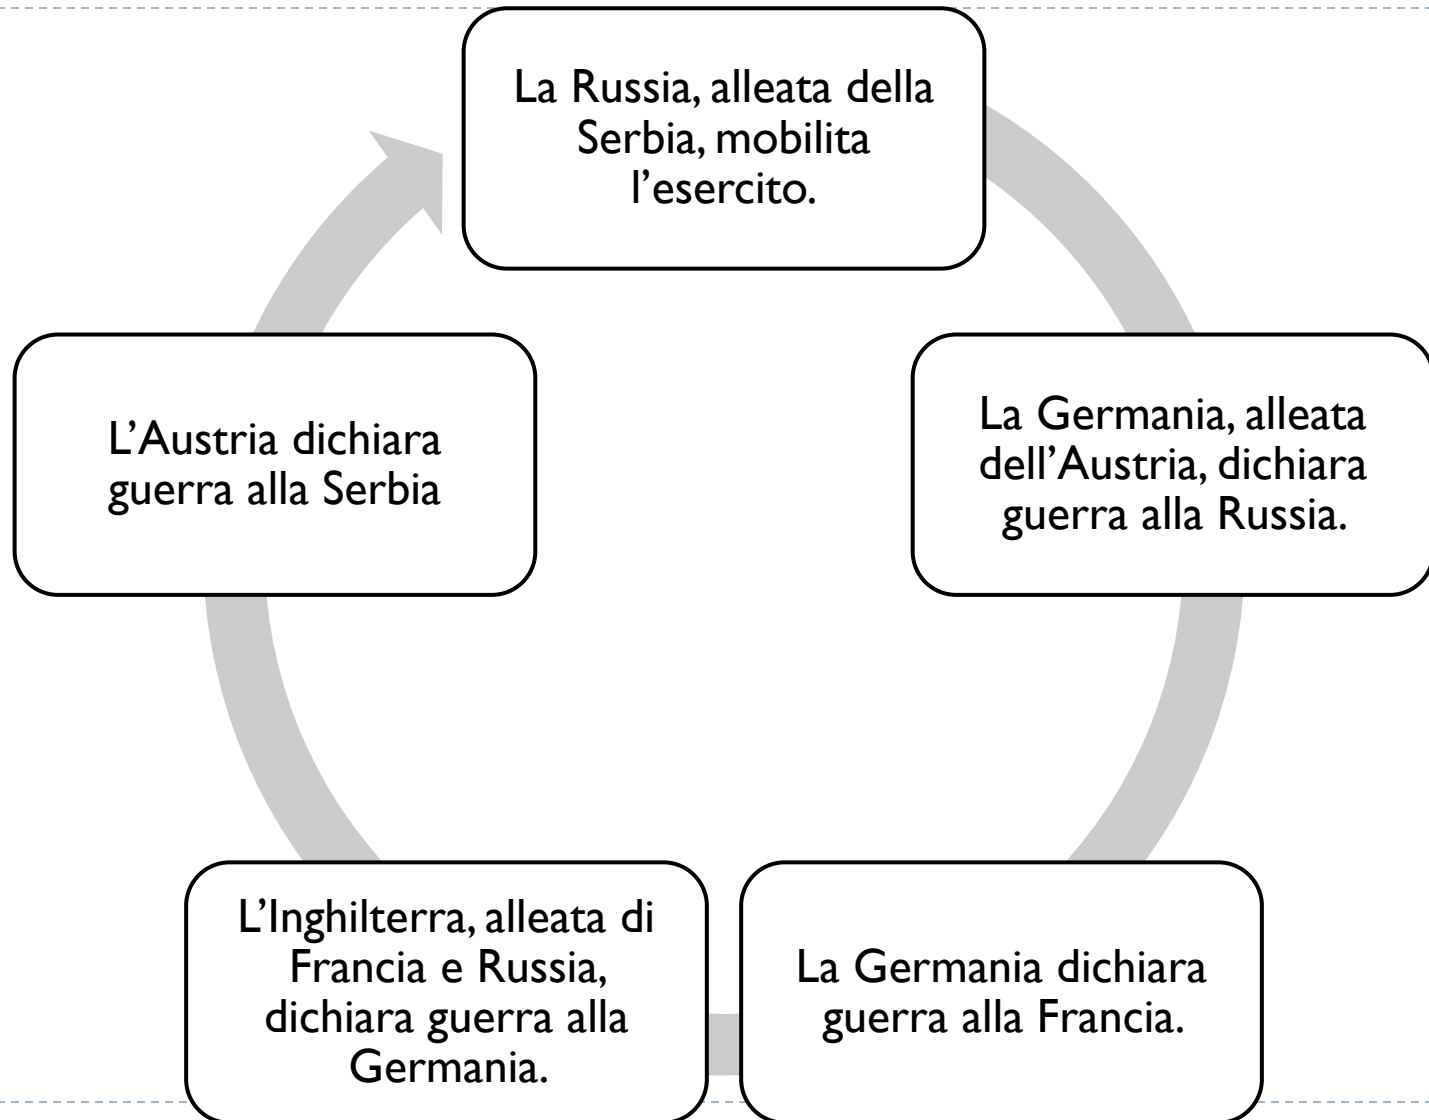 La Russia, alleata della
Serbia, mobilita
l’esercito.
La Germania, alleata
dell’Austria, dichiara
guerra alla Russia.
La Germania dichiara
guerra alla Francia.
L’Inghilterra, alleata di
Francia e Russia,
dichiara guerra alla
Germania.
L’Austria dichiara
guerra alla Serbia